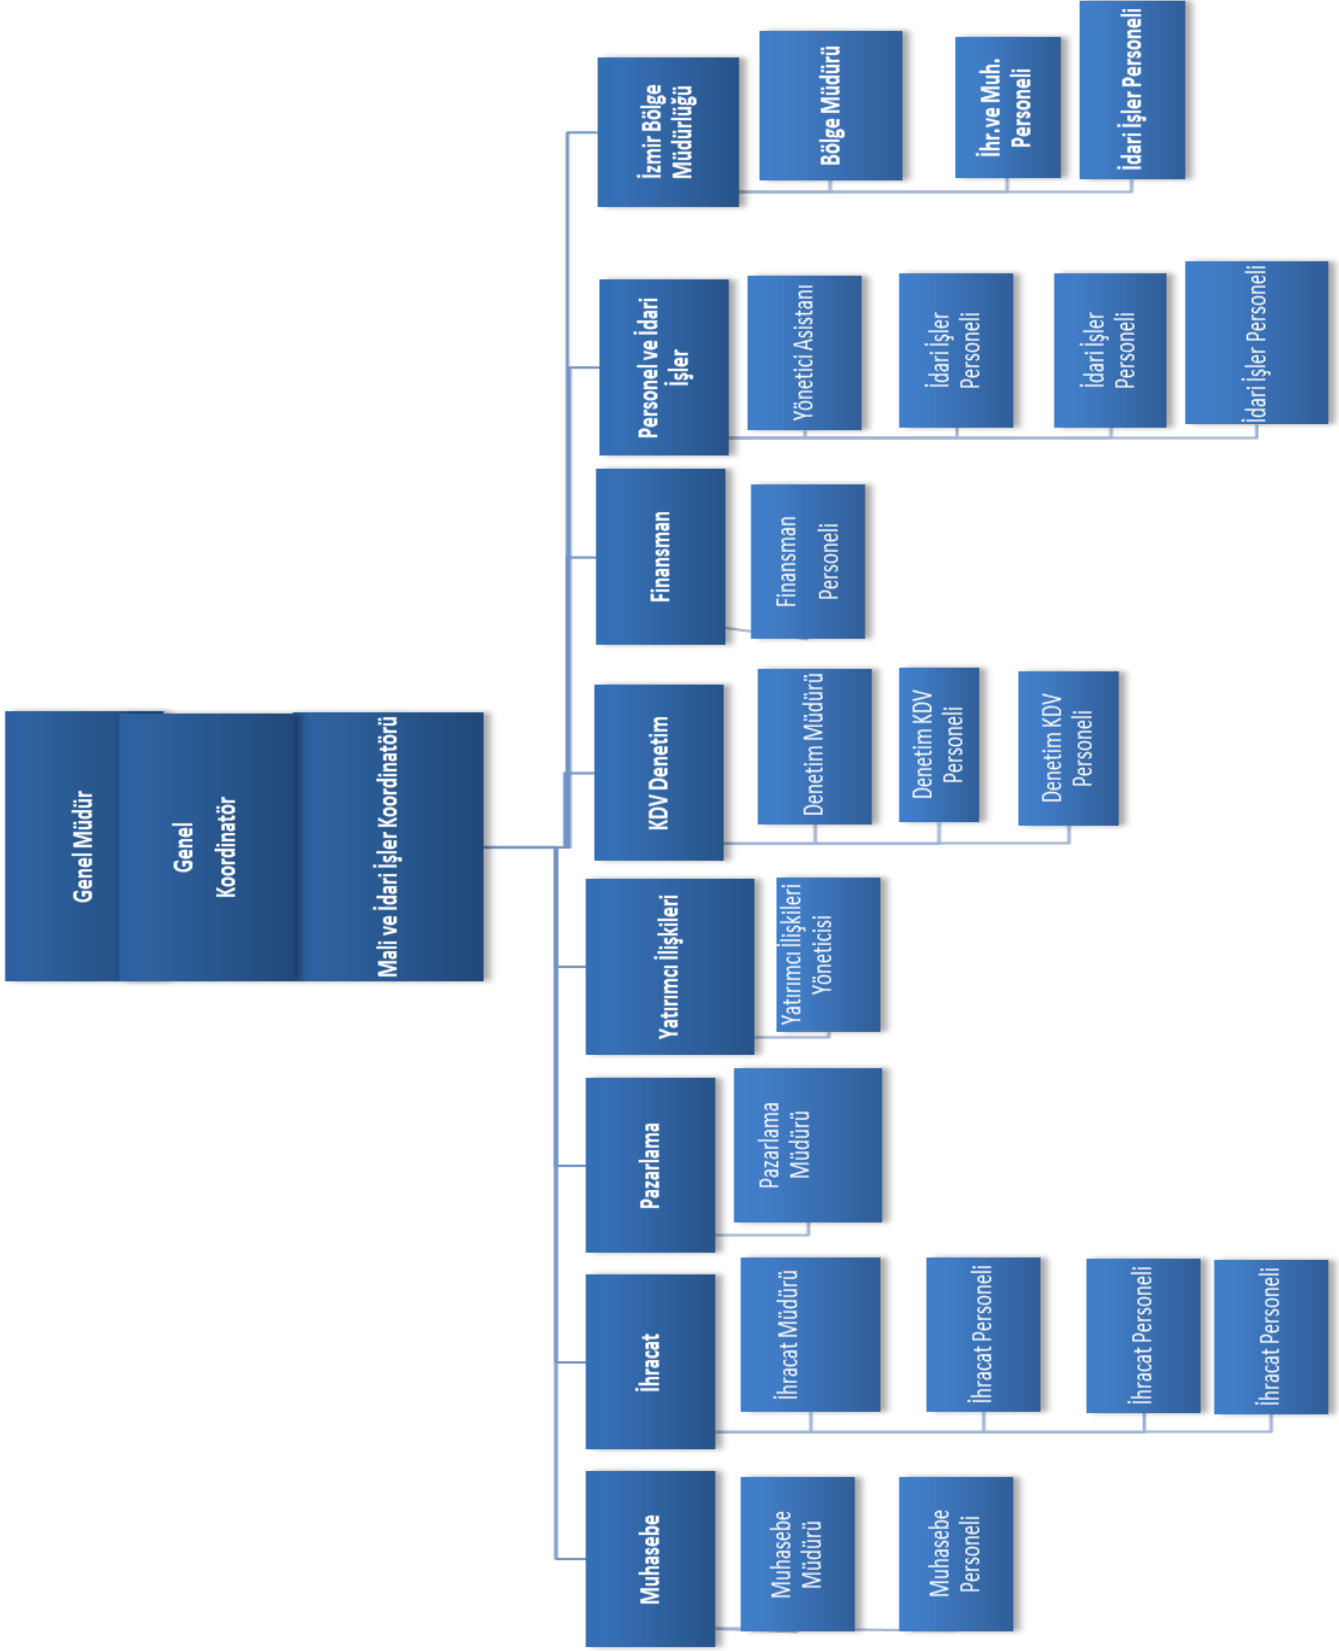 Genel Müdür
Genel
Koordinatör
Mali ve İdari İşler Koordinatörü
Muhasebe
Muhasebe
Müdürü
Muhasebe
Personeli
İhracat
İhracat Müdürü
İhracat Personeli
İhracat Personeli
İhracat Personeli
Pazarlama
Pazarlama
Müdürü
Yatırımcı İlişkileri
Yatırımcı İlişkileri
Yöneticisi
KDV Denetim
Denetim Müdürü
Denetim KDV
Personeli
Denetim KDV
Personeli
Finansman
Finansman
Personeli
Personel ve İdari
İşler
Yönetici Asistanı
İdari İşler
Personeli
İdari İşler
Personeli
İdari İşler Personeli
İzmir Bölge
Müdürlüğü
Bölge Müdürü
İhr.ve Muh.
Personeli
İdari İşler Personeli